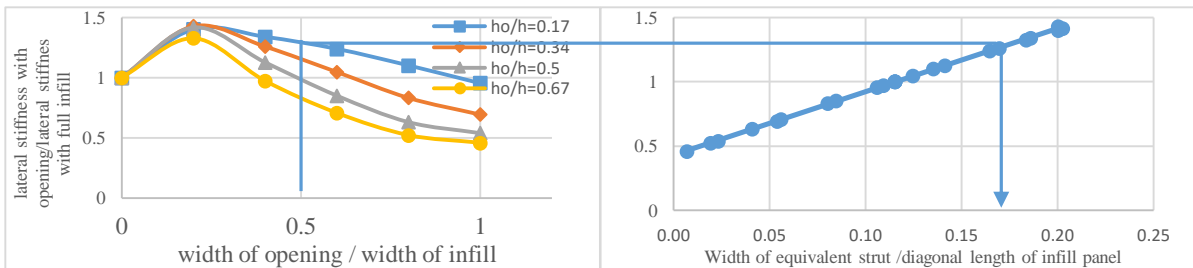 lateral stiffness with
opening/lateral stiffnes
with full infill
1.5
1
0.5
0
0
0.5
1
width of opening / width of infill
ho/h=0.17
ho/h=0.34
ho/h=0.5
ho/h=0.67
1.5
1
0.5
0
0.00
0.05
0.10
0.15
0.20
0.25
Width of equivalent strut /diagonal length of infill panel